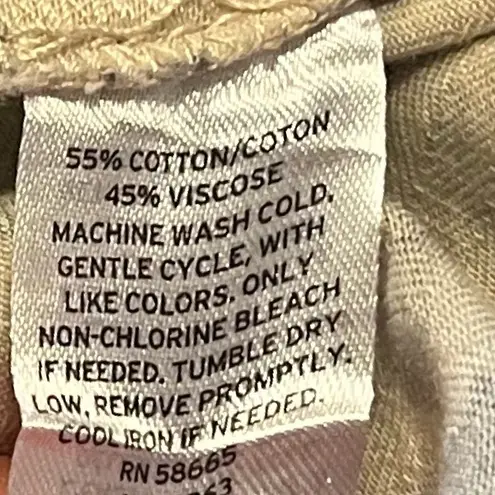 55% COTTON/COTON
45% VISCOSE
MACHINE WASH COLD,
GENTLE CYCLE, WITH
LIKE COLORS. ONLY
NON-CHLORINE BLEACH
IF NEEDED. TUMBLE DRY
LOW, REMOVE PROMPTLY.
COOL IRON IF NEEDED.
RN 58665